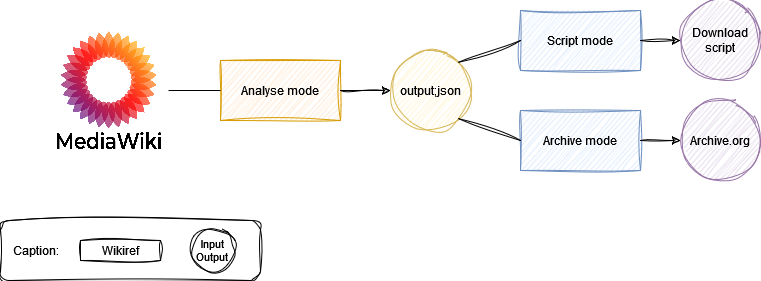 MediaWiki
Analyse mode
output;json
Script mode
Download
script
Archive mode
Archive.org
Caption:
Wikiref
Input
Output